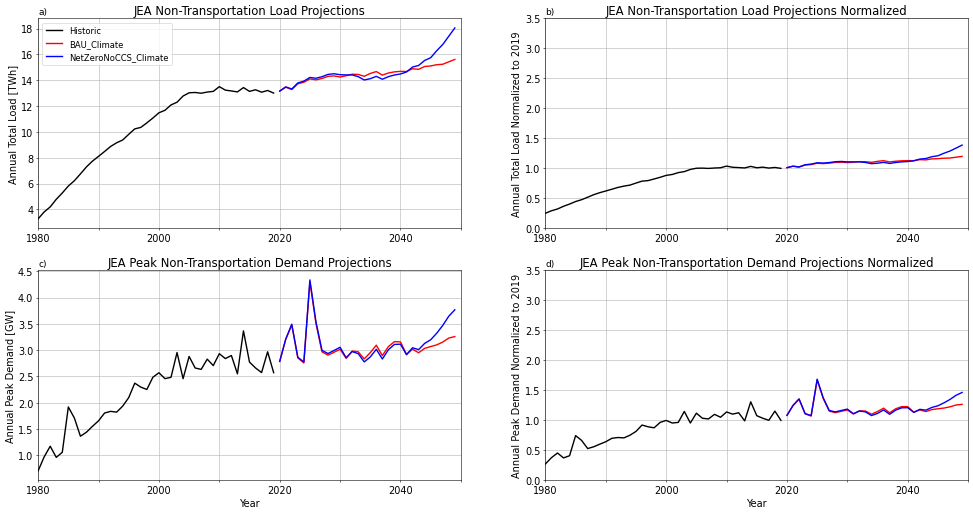 a) JEA Non-Transportation Load Projections
Historic
BAU_Climate
NetZeroNoCCS_Climate
Annual Total Load [TWh]
18
16
14
12
10
8
6
4
1980 2000 2020 2040
b) JEA Non-Transportation Load Projections Normalized
Annual Total Load Normalized to 2019
3.5
3.0
2.5
2.0
1.5
1.0
0.5
0.0
1980 2000 2020 2040
c) JEA Peak Non-Transportation Demand Projections
Annual Peak Demand [GW]
4.5
4.0
3.5
3.0
2.5
2.0
1.5
1.0
1980 2000 2020 2040
Year
d) JEA Peak Non-Transportation Demand Projections Normalized
Annual Peak Demand Normalized to 2019
3.5
3.0
2.5
2.0
1.5
1.0
0.5
0.0
1980 2000 2020 2040
Year